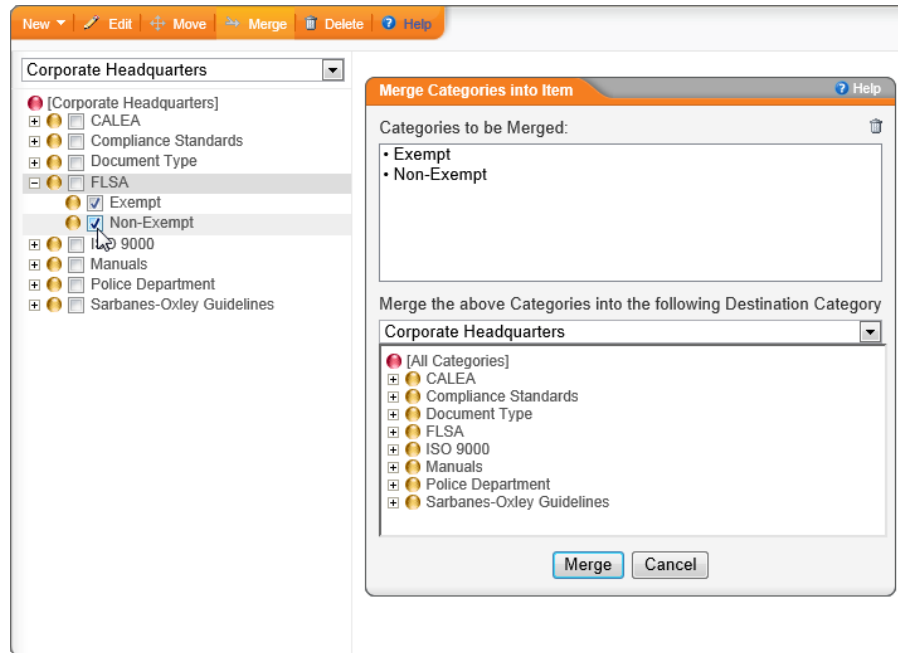 New Edit Move Merge Delete Help
Corporate Headquarters
[Corporate Headquarters]
CALEA
Compliance Standards
Document Type
FLSA
Exempt
Non-Exempt
ISO 9000
Manuals
Police Department
Sarbanes-Oxley Guidelines
Merge Categories into Item Help
Categories to be Merged:
• Exempt
• Non-Exempt
Merge the above Categories into the following Destination Category
Corporate Headquarters
[All Categories]
CALEA
Compliance Standards
Document Type
FLSA
ISO 9000
Manuals
Police Department
Sarbanes-Oxley Guidelines
Merge Cancel